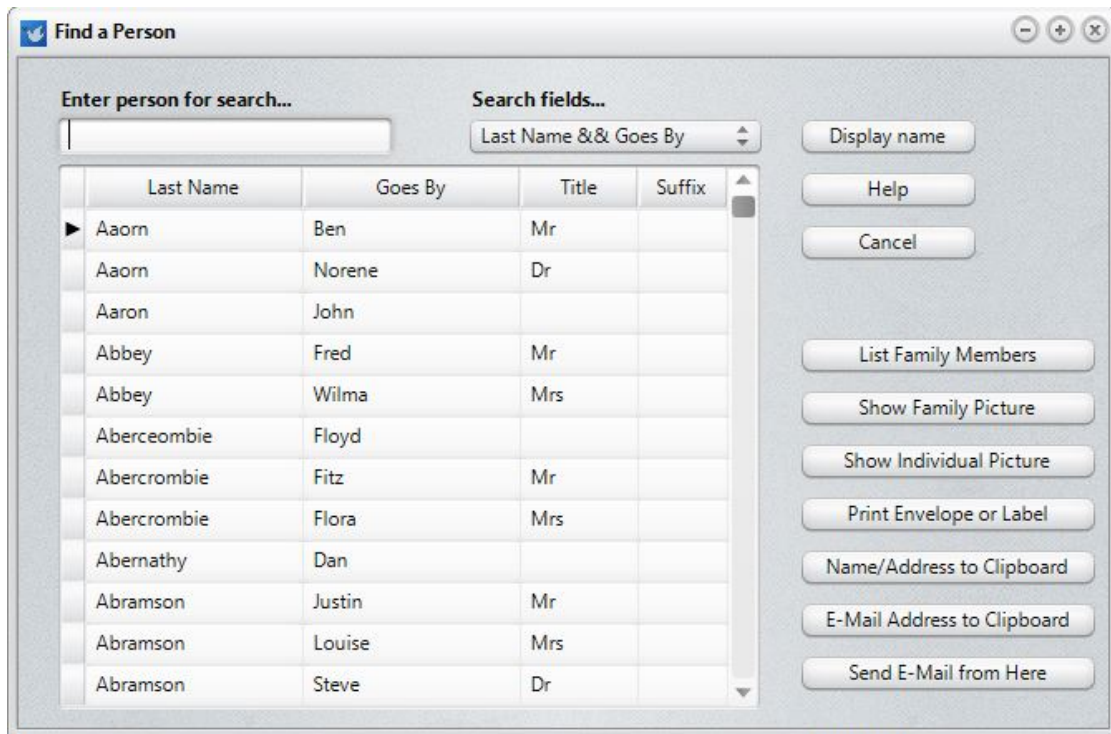 Find a Person
Enter person for search... Search fields...
Last Name && Goes By Display name
Last Name Goes By Title Suffix Help
Aaorn Ben Mr
Cancel
Aaorn Norene Dr
Aaron John
Abbey Fred Mr List Family Members
Abbey Wilma Mrs Show Family Picture
Aberceombie Floyd
Abercrombie Fitz Mr Show Individual Picture
Abercrombie Flora Mrs Print Envelope or Label
Abernathy Dan Name/Address to Clipboard
Abramson Justin Mr
E-Mail Address to Clipboard
Abramson Louise Mrs
Abramson Steve Dr Send E-Mail from Here